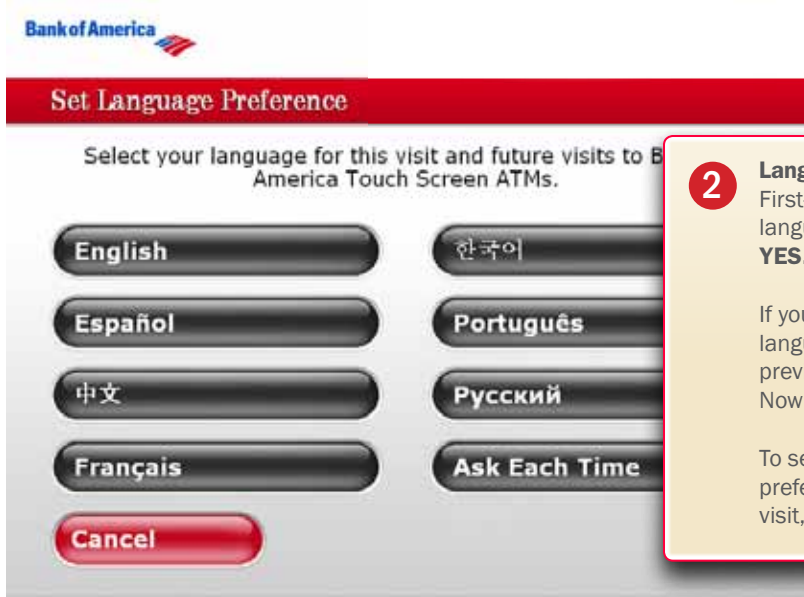 Bank of America
Set Language Preference
Select your language for this visit and future visits to B
America Touch Screen ATMs.
English
한국어
Español
Português
中文
Русский
Français
Ask Each Time
Cancel
2
Lang
First
langu
YES.
If you
langu
prev
Now
To se
prefe
visit,